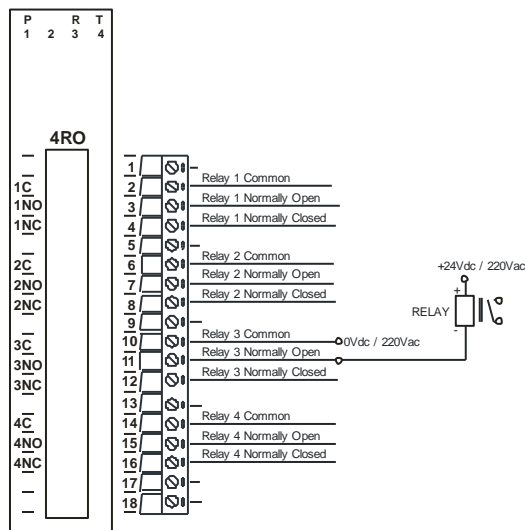 P R T
1 2 3 4
4RO
1C
1NO
1NC
2C
2NO
2NC
3C
3NO
3NC
4C
4NO
4NC
1
2 Relay 1 Common
3 Relay 1 Normally Open
4 Relay 1 Normally Closed
5
6 Relay 2 Common
7 Relay 2 Normally Open
8 Relay 2 Normally Closed
9
10 Relay 3 Common 0Vdc / 220Vac
11 Relay 3 Normally Open
12 Relay 3 Normally Closed
13
14 Relay 4 Common
15 Relay 4 Normally Open
16 Relay 4 Normally Closed
17
18
+24Vdc / 220Vac
+
RELAY
-